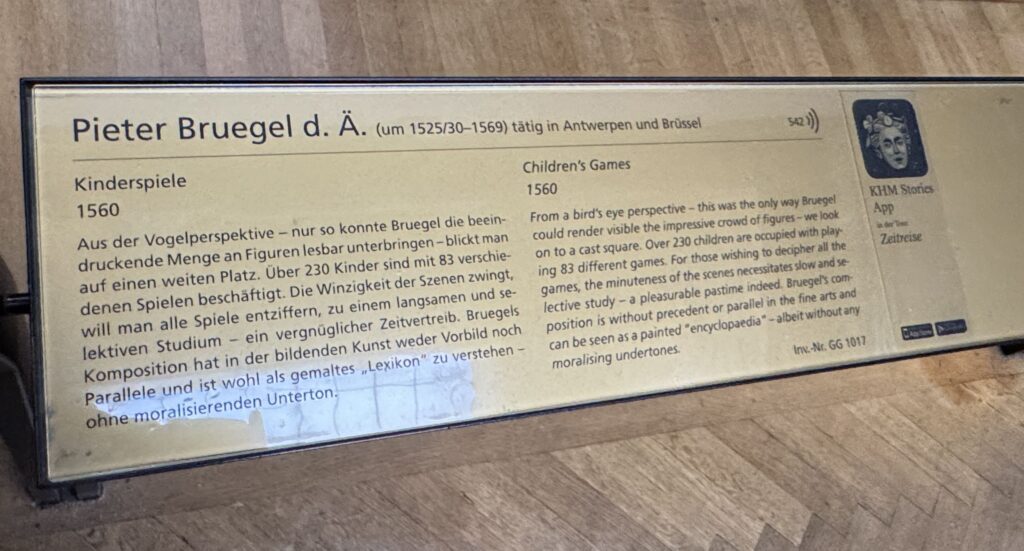 Pieter Bruegel d. Ä. (um 1525/30–1569) tätig in Antwerpen und Brüssel
542
Kinderspiele
1560
Aus der Vogelperspektive – nur so konnte Bruegel die beein-
druckende Menge an Figuren lesbar unterbringen – blickt man
auf einen weiten Platz. Über 230 Kinder sind mit 83 verschie-
denen Spielen beschäftigt. Die Winzigkeit der Szenen zwingt,
will man alle Spiele entziffern, zu einem langsamen und se-
lektiven Studium – ein vergnüglicher Zeitvertreib. Bruegels
Komposition hat in der bildenden Kunst weder Vorbild noch
Parallele und ist wohl als gemaltes „Lexikon“ zu verstehen –
ohne moralisierenden Unterton.
Children's Games
1560
From a bird's eye perspective – this was the only way Bruegel
could render visible the impressive crowd of figures – we look
on to a cast square. Over 230 children are occupied with play-
ing 83 different games. For those wishing to decipher all the
games, the minuteness of the scenes necessitates slow and se-
lective study – a pleasurable pastime indeed. Bruegel's com-
position is without precedent or parallel in the fine arts and
can be seen as a painted "encyclopaedia" – albeit without any
moralising undertones.
Inv.-Nr. GG 1017
KHM Stories
App
in der Tour
Zeitreise